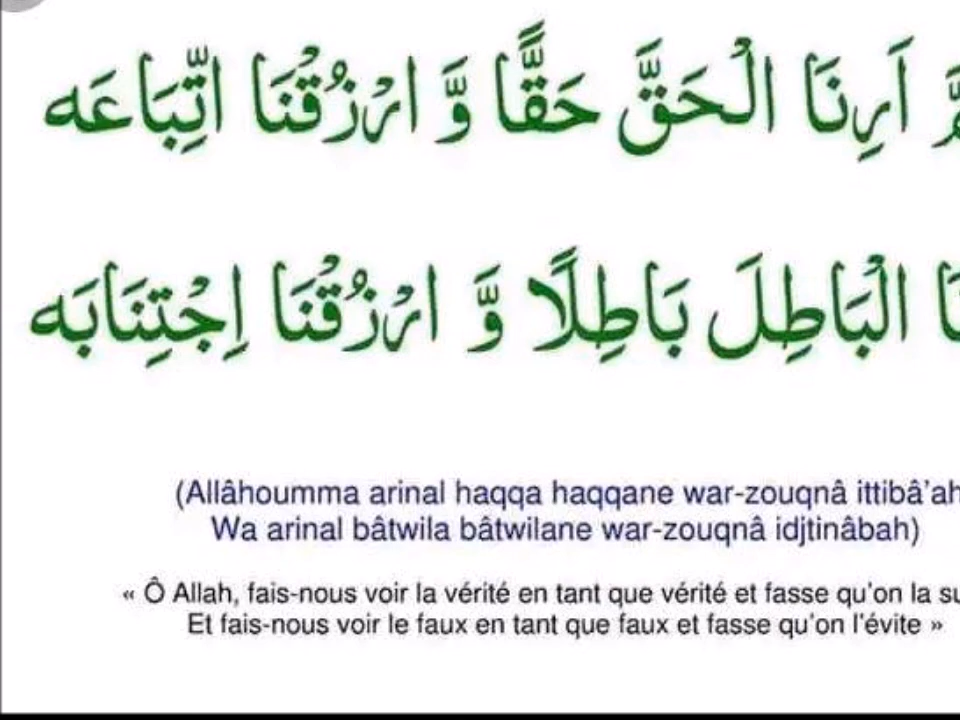 اَرِنَا الْحَقَّ حَقًّا وَّ ارْزُقْنَا اتِّبَاعَه
الْبَاطِلَ بَاطِلًا وَّ ارْزُقْنَا اِجْتِنَابَه
(Allâhoumma arinal haqqa haqqane war-zouqnâ ittibâ'ah
Wa arinal bâtwila bâtwilane war-zouqnâ idjtinâbah)
« Ô Allah, fais-nous voir la vérité en tant que vérité et fasse qu'on la
Et fais-nous voir le faux en tant que faux et fasse qu'on l'évite »